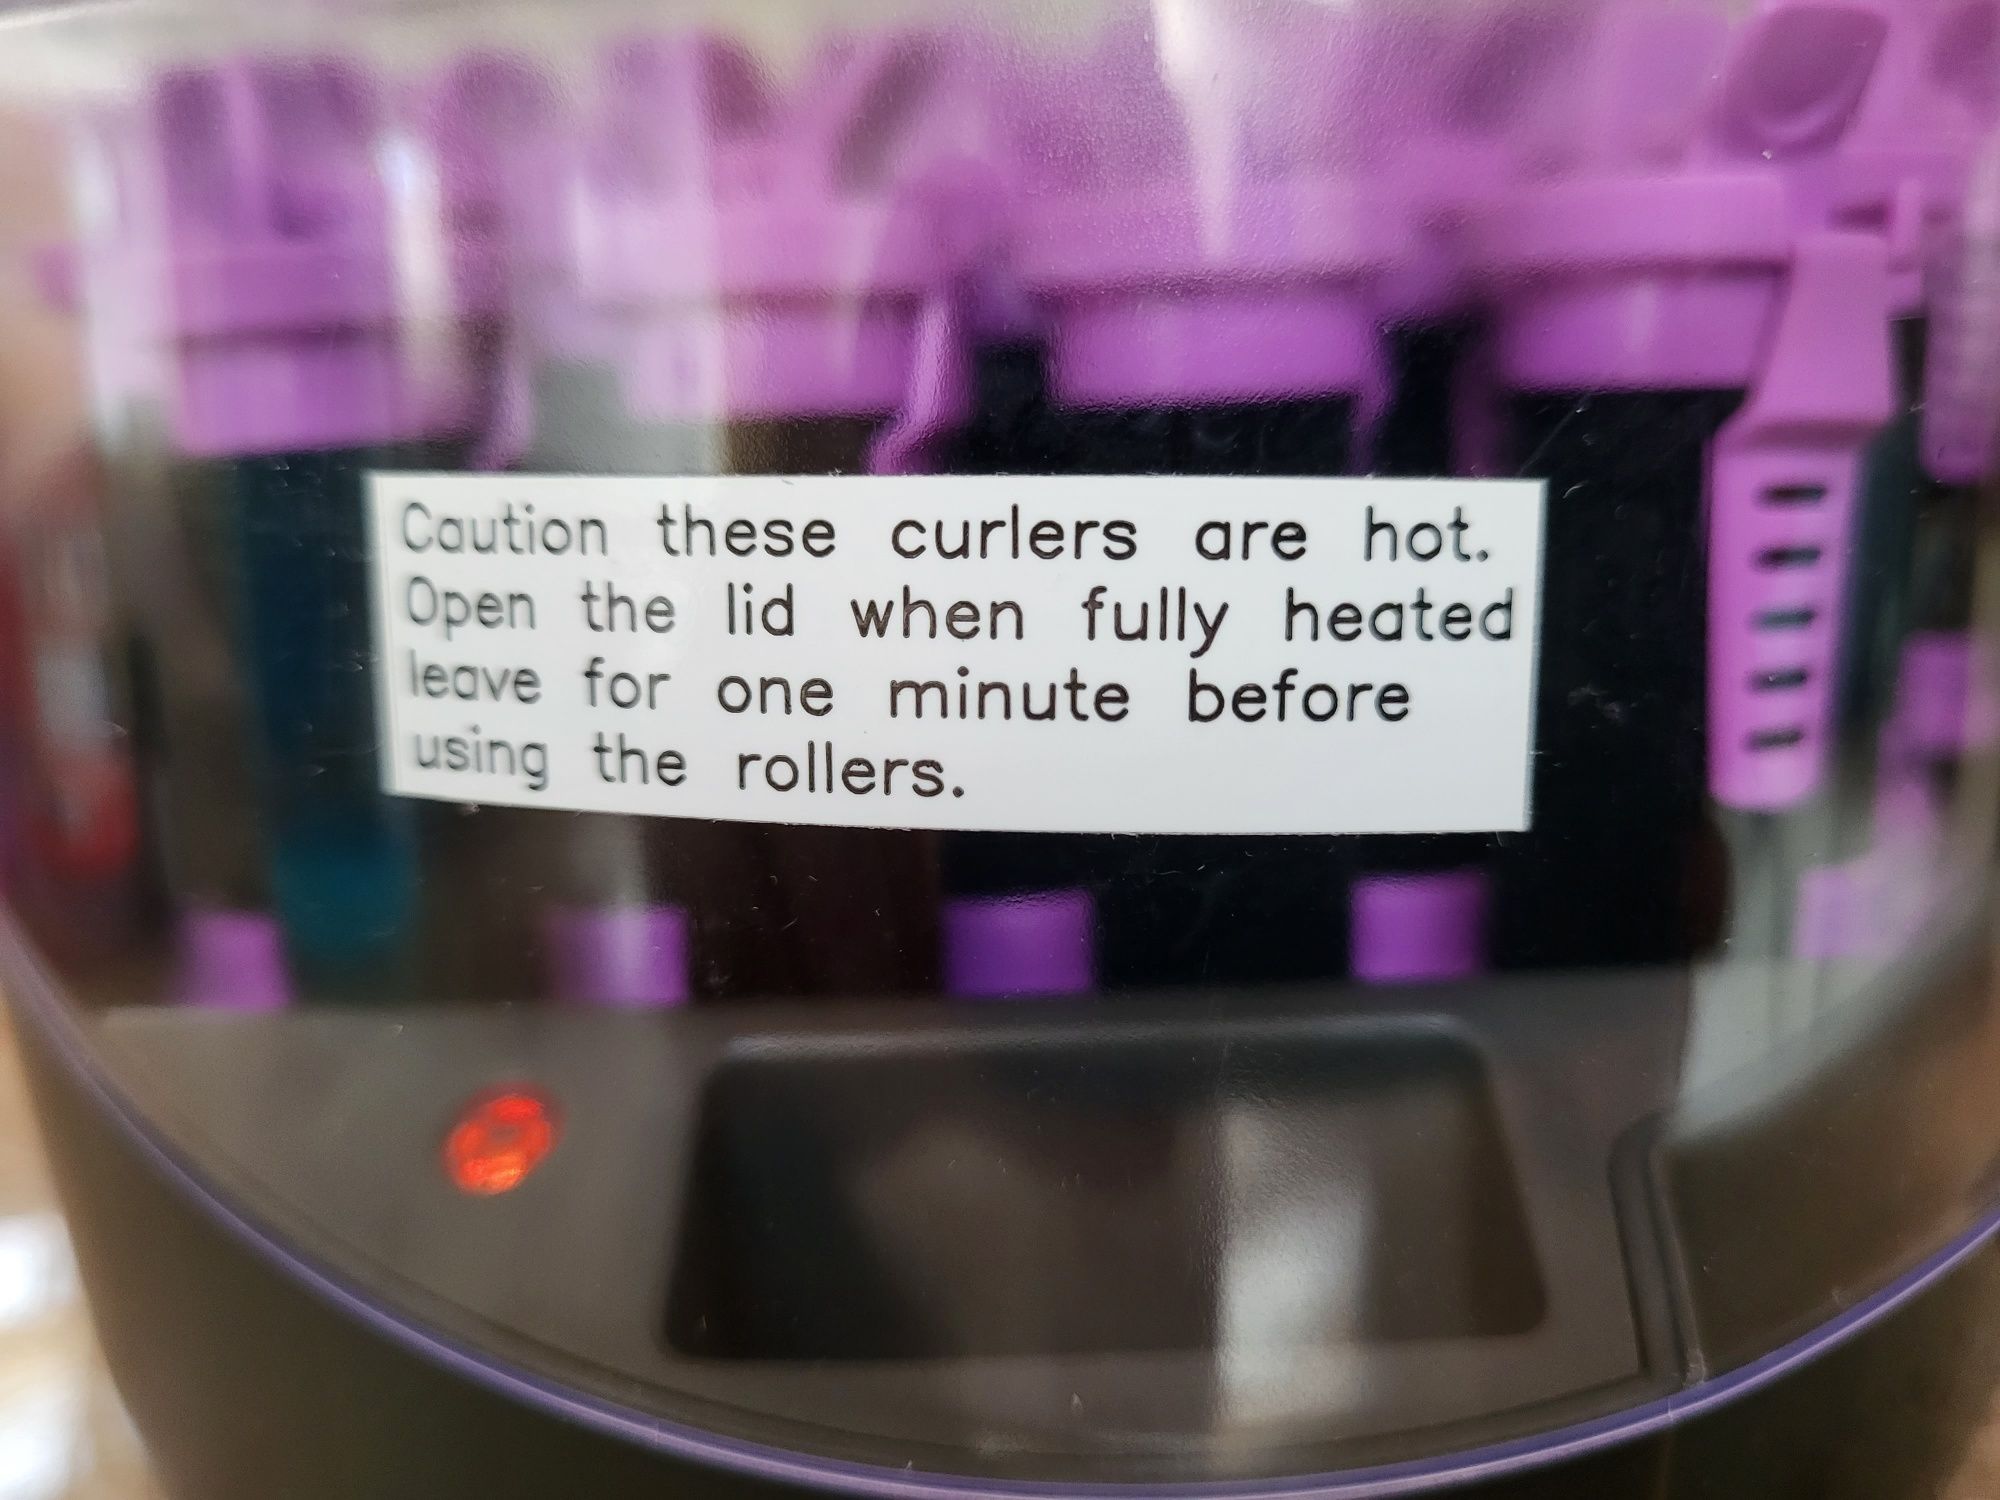 Caution these curlers are hot.
Open the lid when fully heated
leave for one minute before
using the rollers.